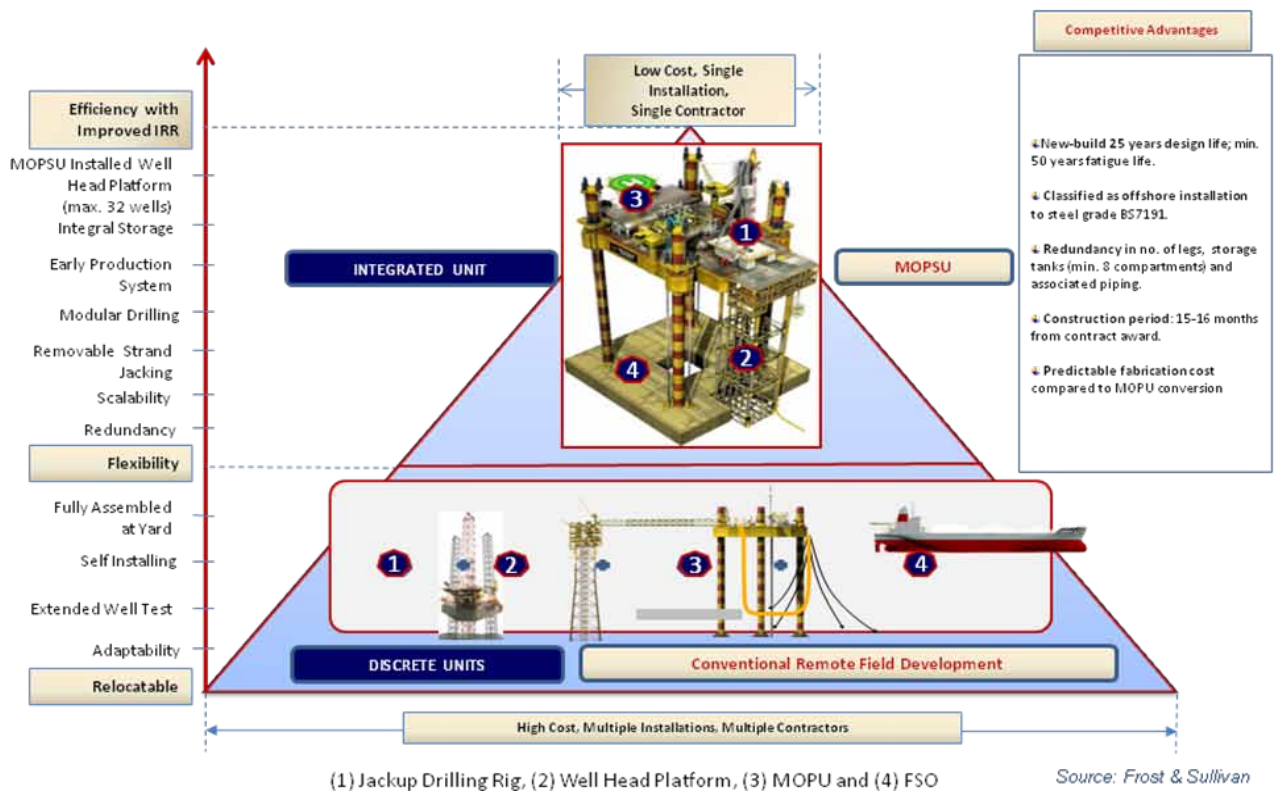 Competitive Advantages
Low Cost, Single
Installation,
Single Contractor
Efficiency with
Improved IRR
MOPSU Installed Well
Head Platform
(max. 32 wells)
Integral Storage
Early Production
System
Modular Drilling
Removable Strand
Jacking
Scalability
Redundancy
Flexibility
Fully Assembled
at Yard
Self Installing
Extended Well Test
Adaptability
Relocatable
INTEGRATED UNIT
3
1
2
4
MOPSU
New-build 25 years design life; min.
50 years fatigue life.
Classified as offshore installation
to steel grade BS7191.
Redundancy in no. of legs, storage
tanks (min. 8 compartments) and
associated piping.
Construction period: 15-16 months
from contract award.
Predictable fabrication cost
compared to MOPU conversion
1
2
3
4
DISCRETE UNITS
Conventional Remote Field Development
High Cost, Multiple Installations, Multiple Contractors
(1) Jackup Drilling Rig, (2) Well Head Platform, (3) MOPU and (4) FSO
Source: Frost & Sullivan